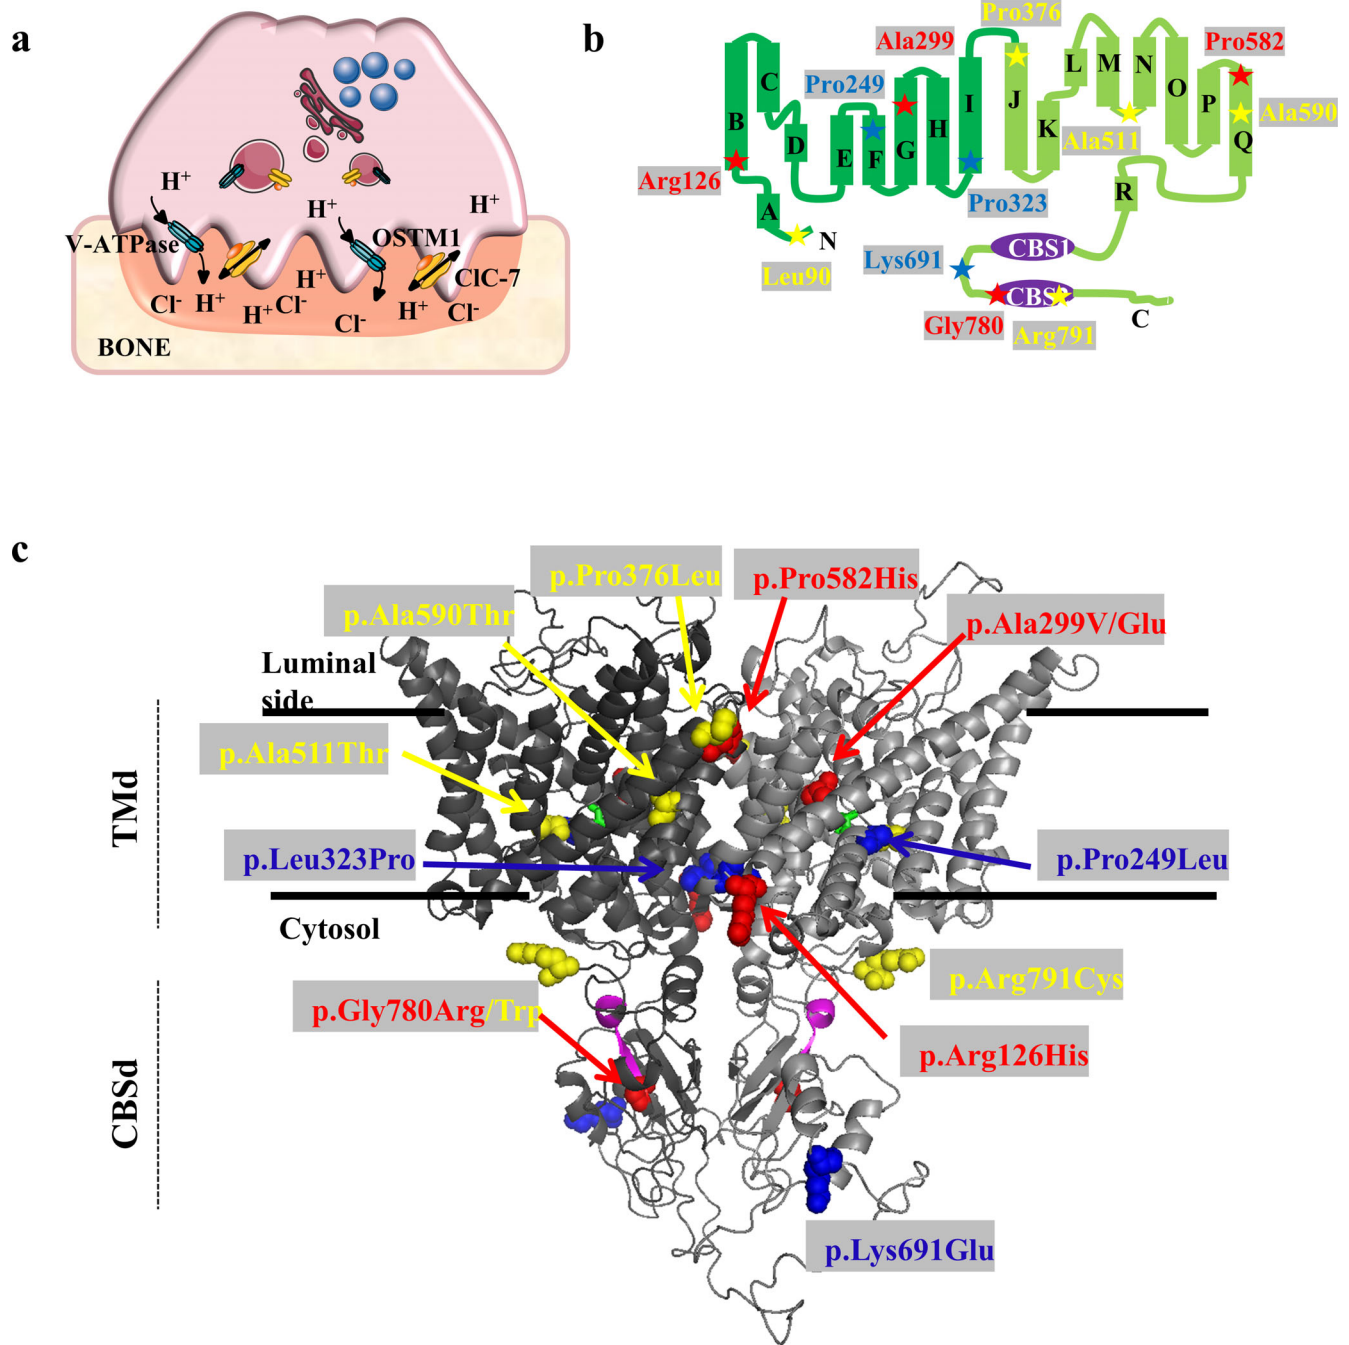 a
H+
V-ATPase
H+
H+
OSTM1
ClC-7
H+
Cl-
H+
H+
Cl-
Cl-
H+
Cl-
BONE
b
Pro376
Ala299
Pro582
Pro249
Ala590
Ala511
Arg126
Pro323
Leu90
Lys691
Gly780
Arg791
A
B
C
D
E
F
G
H
I
J
K
L
M
N
O
P
Q
R
N
CBS1
C
c
p.Pro376Leu
p.Pro582His
p.Ala590Thr
p.Ala299V/Glu
Luminal
side
p.Ala511Thr
TMd
p.Leu323Pro
p.Pro249Leu
Cytosol
p.Arg791Cys
p.Gly780Arg/Trp
p.Arg126His
CBSd
p.Lys691Glu